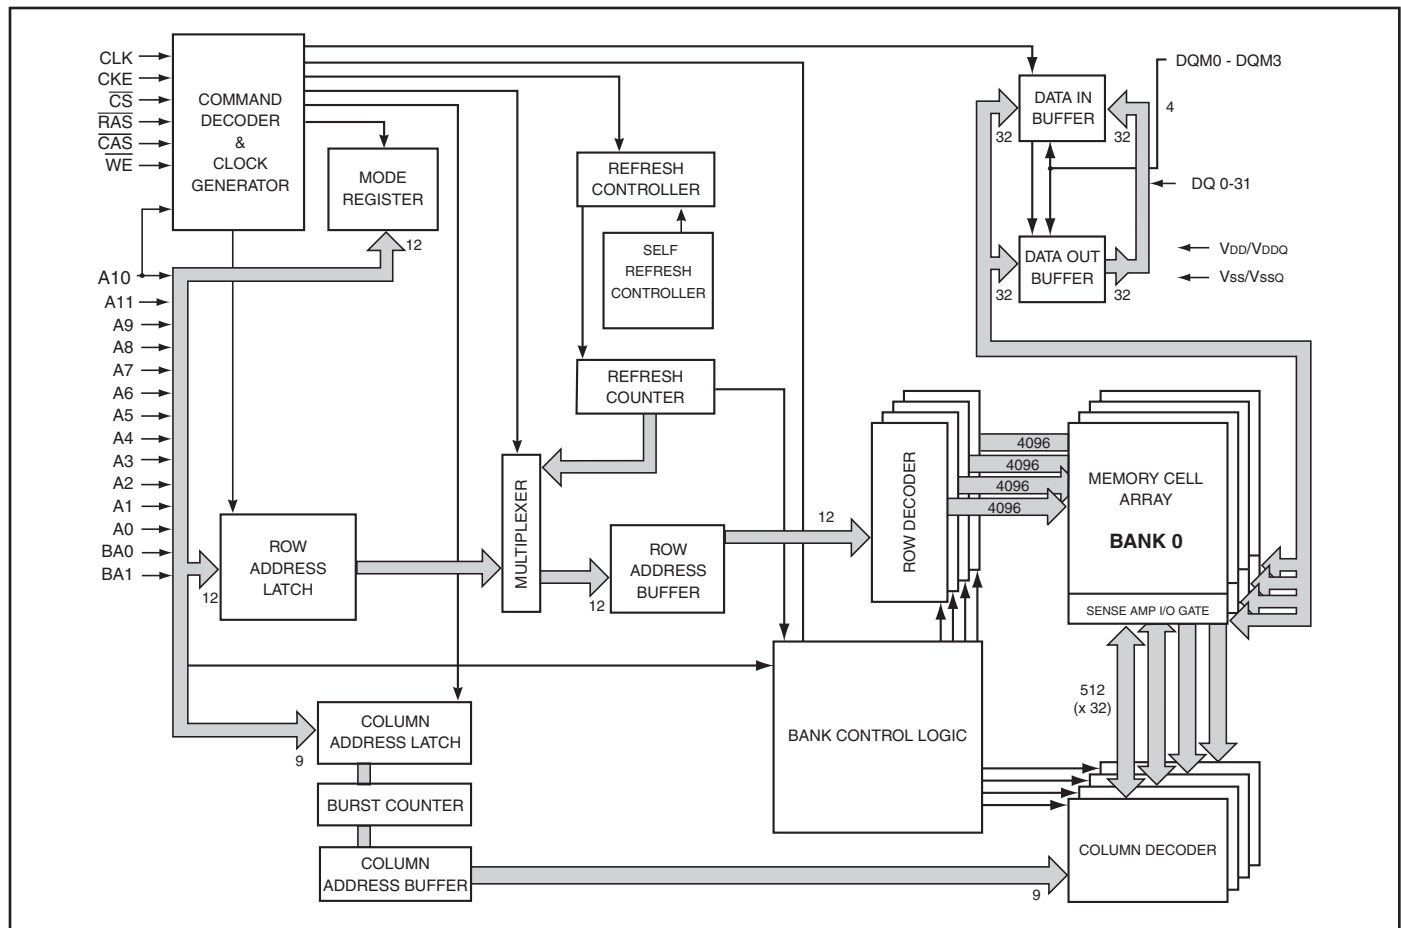 CLK
CKE
CS
RAS
CAS
WE
COMMAND
DECODER
&
CLOCK
GENERATOR
MODE
REGISTER
12
REFRESH
CONTROLLER
SELF
REFRESH
CONTROLLER
REFRESH
COUNTER
DATA IN
BUFFER
32
32
DQM0 - DQM3
4
DQ 0-31
DATA OUT
BUFFER
32
32
VDD/VDDQ
Vss/VssQ
A10
A11
A9
A8
A7
A6
A5
A4
A3
A2
A1
A0
BA0
BA1
12
ROW
ADDRESS
LATCH
MULTIPLEXER
12
ROW
ADDRESS
BUFFER
12
ROW DECODER
4096
4096
4096
4096
MEMORY CELL
ARRAY
BANK 0
SENSE AMP I/O GATE
512
(x 32)
BANK CONTROL LOGIC
9
COLUMN
ADDRESS LATCH
BURST COUNTER
COLUMN
ADDRESS BUFFER
9
COLUMN DECODER